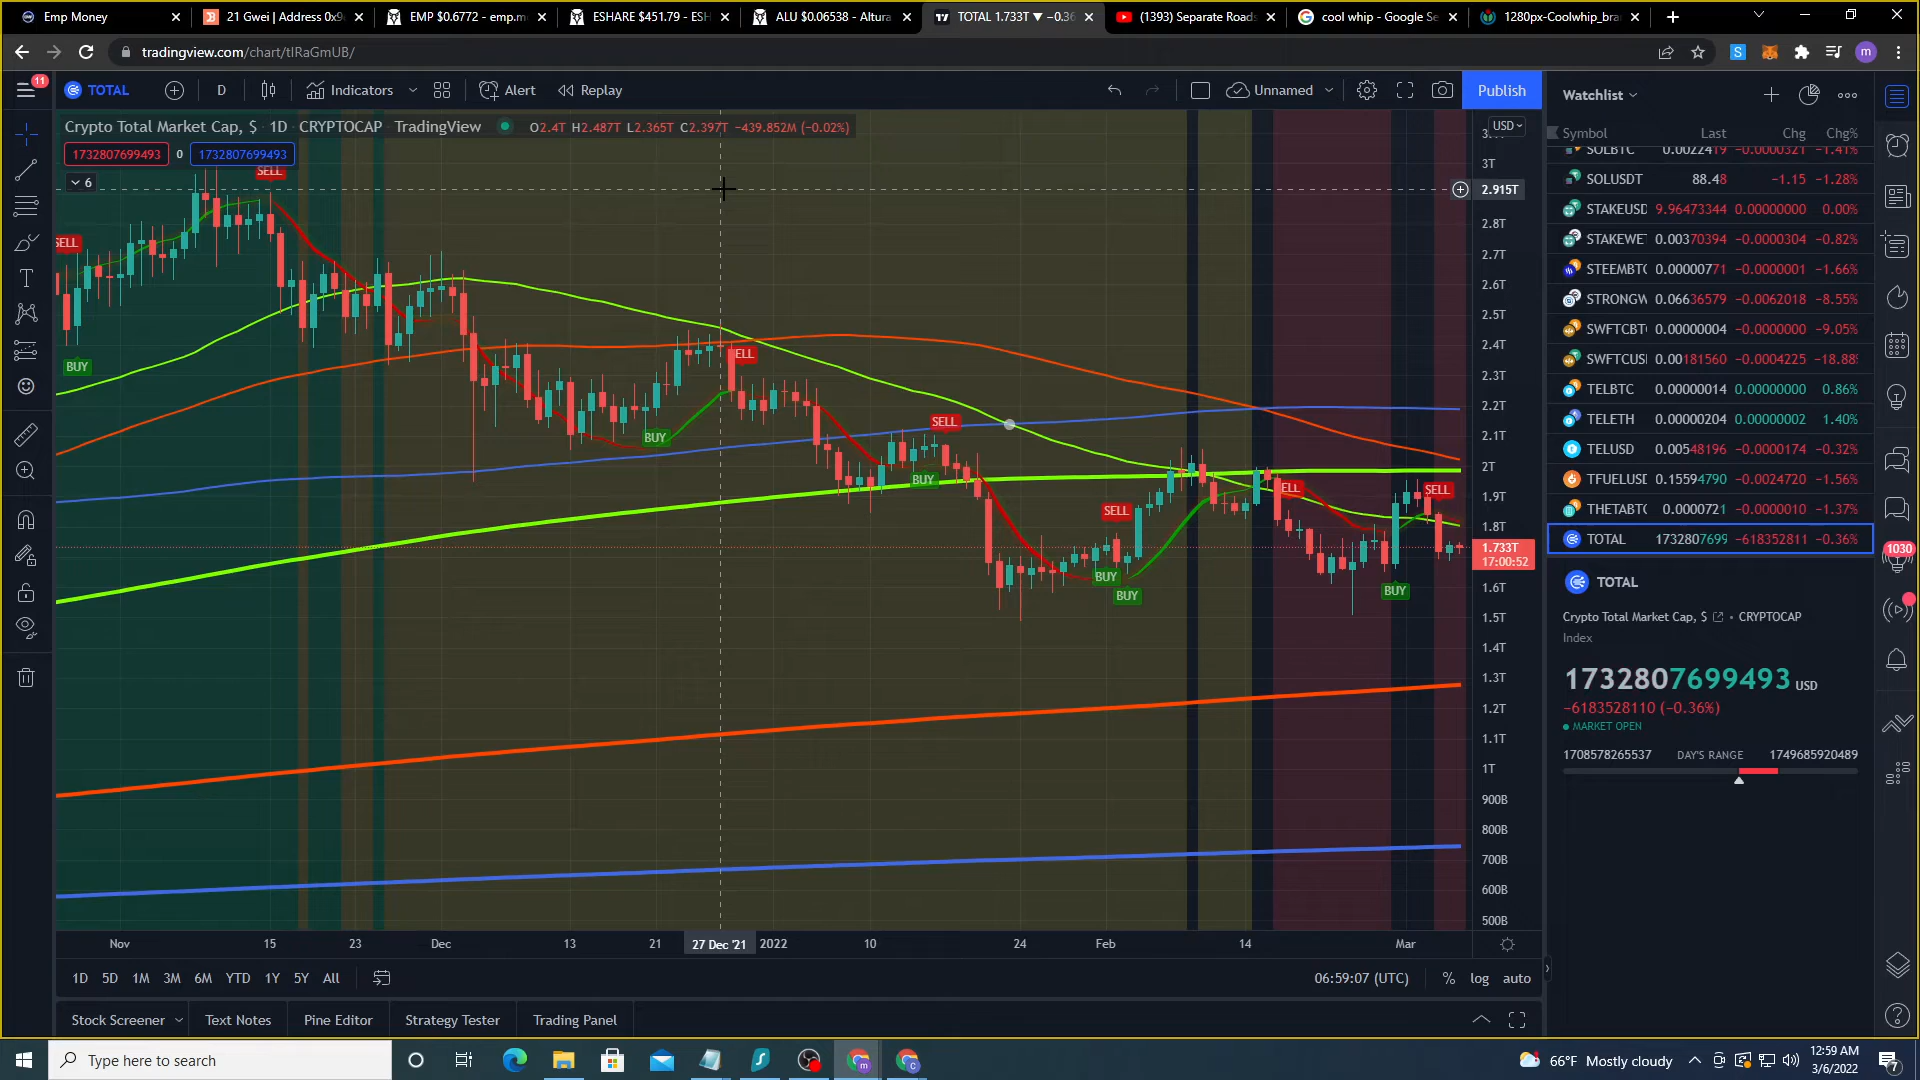 Emp Money
21 Gwei | Address 0x9
EMP $0.6772 - emp.m
ESHARE $451.79 - ESH
ALU $0.06538 - Altura
TOTAL 1.733T ▼ −0.36
(1393) Separate Roads
cool whip - Google Se
1280px-Coolwhip_bra
tradingview.com/chart/tlRaGmUB/
11
TOTAL
D
Indicators
Alert
Replay
Unnamed
Publish
Watchlist
Crypto Total Market Cap, $ · 1D · CRYPTOCAP · TradingView
O2.4T H2.487T L2.365T C2.397T −439.852M (−0.02%)
1732807699493 0 1732807699493
6
USD
3T
2.915T
2.8T
2.7T
2.6T
2.5T
2.4T
2.3T
2.2T
2.1T
2T
1.9T
1.8T
1.733T
17:00:52
1.6T
1.5T
1.4T
1.3T
1.2T
1.1T
1T
900B
800B
700B
600B
500B
SELL
SELL
BUY
BUY
ELL
SELL
BUY
SELL
BUY
BUY
ELL
SELL
BUY
Nov 15 23 Dec 13 21 27 Dec '21 2022 10 24 Feb 14 Mar
1D 5D 1M 3M 6M YTD 1Y 5Y All
06:59:07 (UTC) % log auto
Stock Screener Text Notes Pine Editor Strategy Tester Trading Panel
Symbol Last Chg Chg%
SOLBTC 0.0022419 −0.0000321 −1.41%
SOLUSDT 88.48 −1.15 −1.28%
STAKEUSD 9.96473344 0.00000000 0.00%
STAKEWE 0.00370394 −0.0000304 −0.82%
STEEMBT 0.00000771 −0.0000001 −1.66%
STRONGW 0.06636579 −0.0062018 −8.55%
SWFTCBT 0.00000004 −0.0000000 −9.05%
SWFTCUS 0.00181560 −0.0004225 −18.88
TELBTC 0.00000014 0.00000000 0.86%
TELETH 0.00000204 0.00000002 1.40%
TELUSD 0.00548196 −0.0000174 −0.32%
TFUELUSD 0.15594790 −0.0024720 −1.56%
THETABTC 0.0000721 −0.0000010 −1.37%
TOTAL 1732807699 −618352811 −0.36%
TOTAL
Crypto Total Market Cap, $ • CRYPTOCAP
Index
1732807699493 USD
−6183528110 (−0.36%)
MARKET OPEN
1708578265537 DAY'S RANGE 1749685920489
1030
Type here to search
66°F Mostly cloudy
12:59 AM
3/6/2022
7